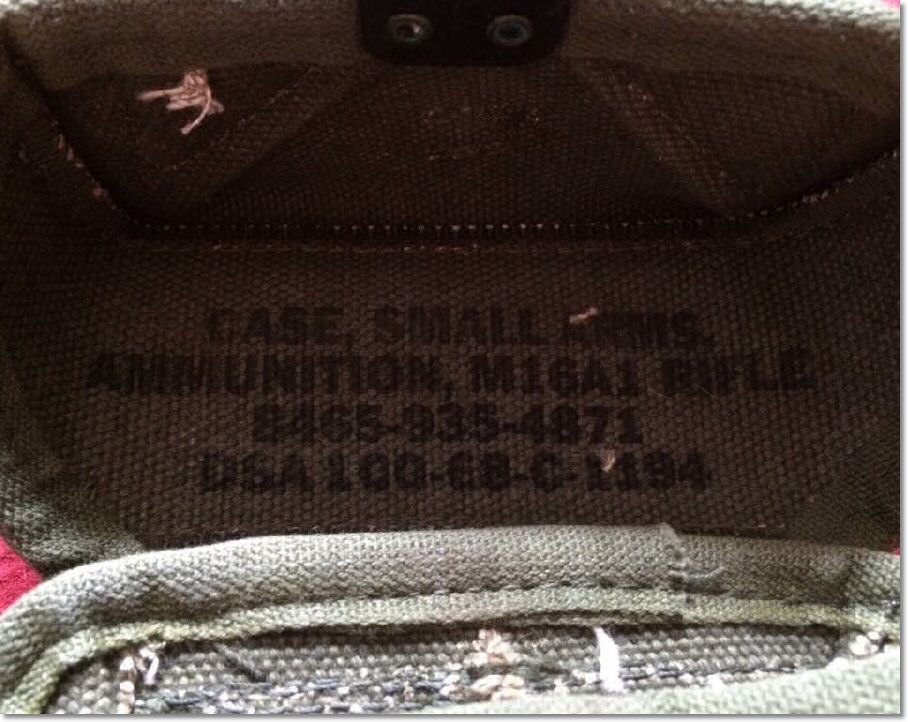 CASE, SMALL ARMS,
AMMUNITION, M16A1 RIFLE
8465-935-4871
DSA 100-68-C-1194